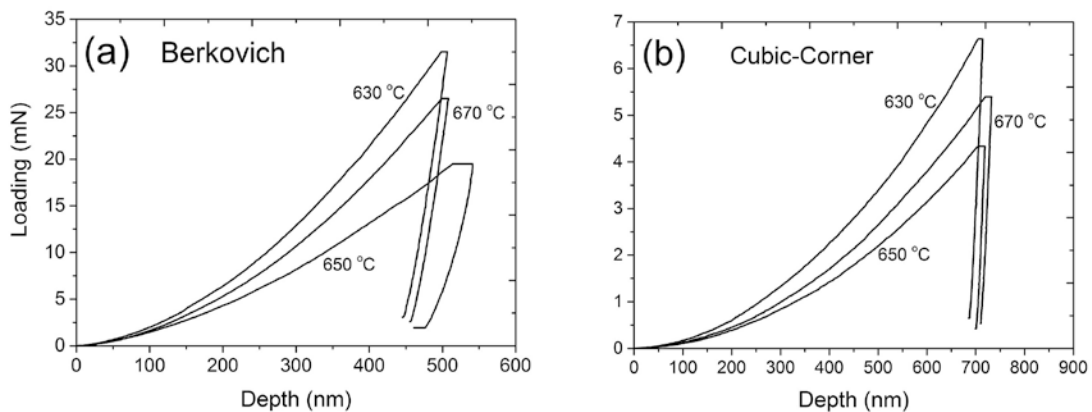 (a) Berkovich
Loading (mN)
35
30
25
20
15
10
5
0
630 °C
670 °C
650 °C
0 100 200 300 400 500 600
Depth (nm)
(b) Cubic-Corner
7
6
5
4
3
2
1
0
630 °C
670 °C
650 °C
0 100 200 300 400 500 600 700 800 900
Depth (nm)